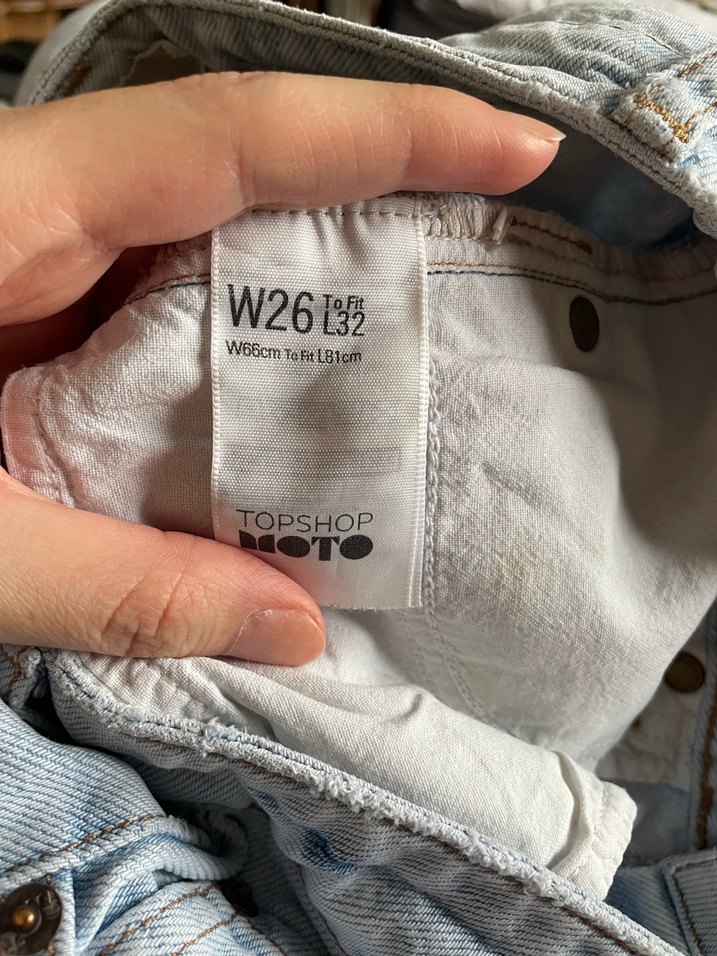 W26 To Fit L32
W66cm To Fit L81cm
TOPSHOP
MOTO